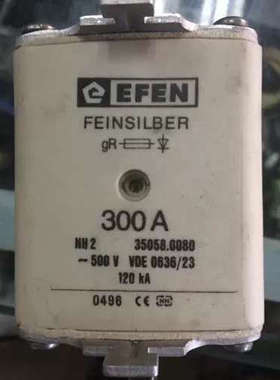 EFEN
FEINSILBER
gR
300 A
NH 2 35058.0080
~ 500 V VDE 0636/23
120 kA
0496 CE